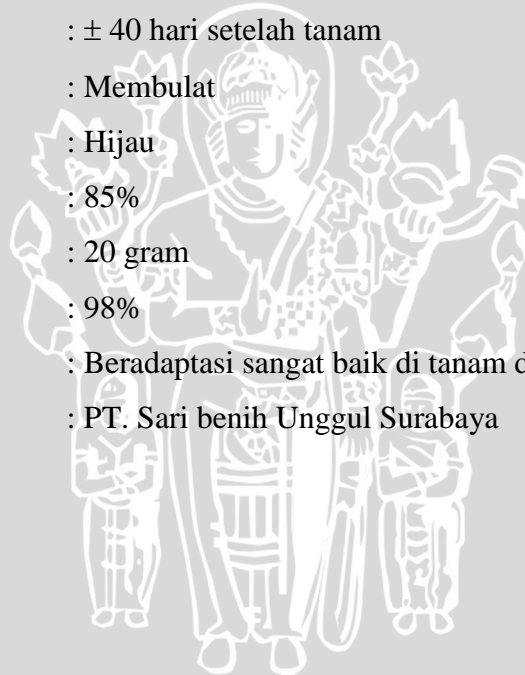 : ± 40 hari setelah tanam
: Membulat
: Hijau
: 85%
: 20 gram
: 98%
: Beradaptasi sangat baik di tanam d
: PT. Sari benih Unggul Surabaya